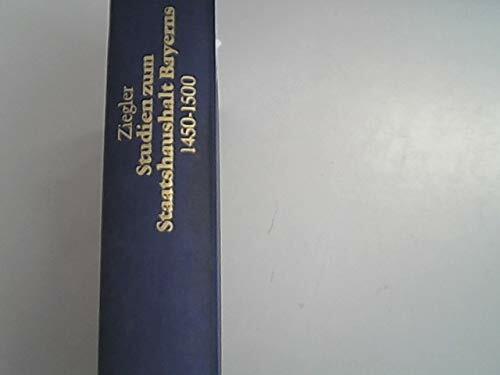 Ziegler
Studien zum
Staatshaushalt Bayerns
1450-1500